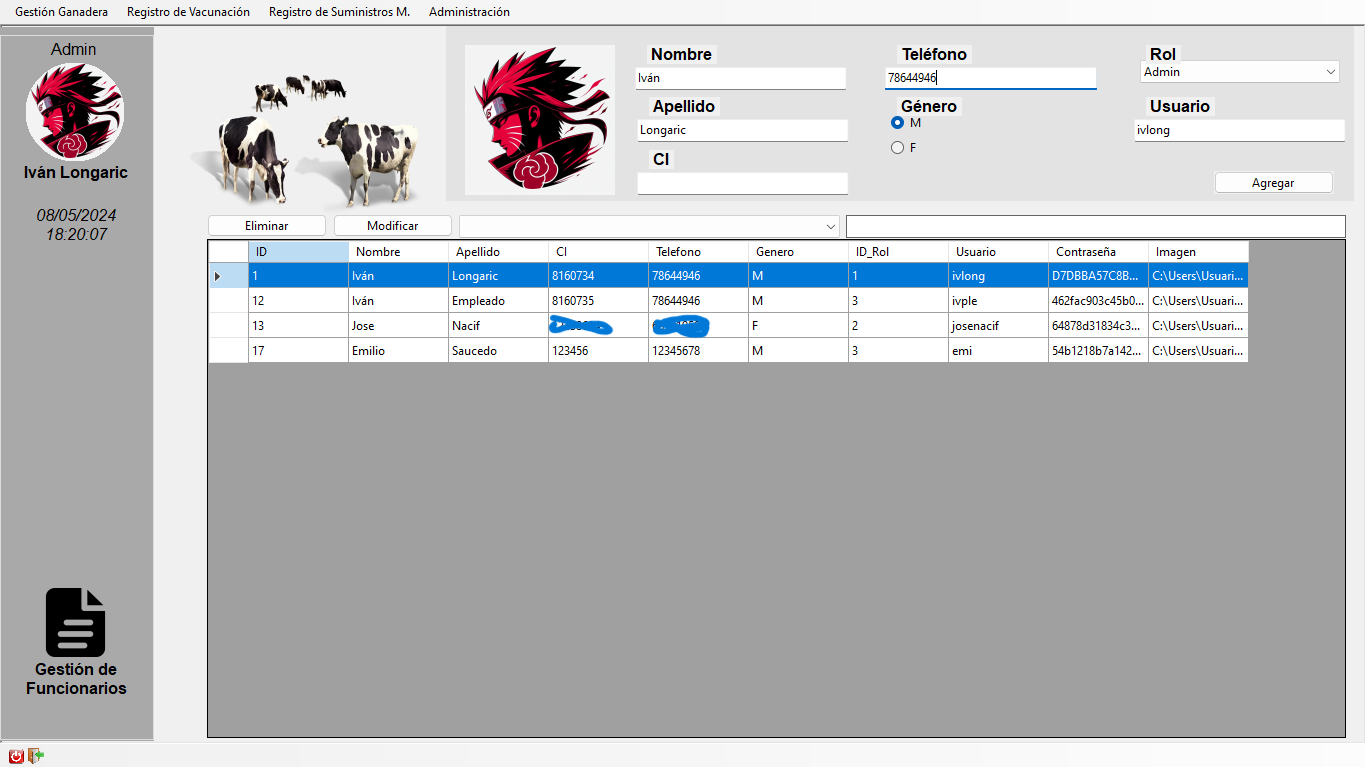 Gestión Ganadera Registro de Vacunación Registro de Suministros M. Administración
Admin
Iván Longaric
08/05/2024
18:20:07
Gestión de
Funcionarios
Nombre Teléfono Rol
Iván 78644946 Admin
Apellido Género Usuario
Longaric M ivlong
F
CI
Agregar
Eliminar Modificar
ID Nombre Apellido CI Telefono Genero ID_Rol Usuario Contraseña Imagen
1 Iván Longaric 8160734 78644946 M 1 ivlong D7DBBA57C8B... C:\Users\Usuari...
12 Iván Empleado 8160735 78644946 M 3 ivple 462fac903c45b0... C:\Users\Usuari...
13 Jose Nacif F 2 josenacif 64878d31834c3... C:\Users\Usuari...
17 Emilio Saucedo 123456 12345678 M 3 emi 54b1218b7a142... C:\Users\Usuari...